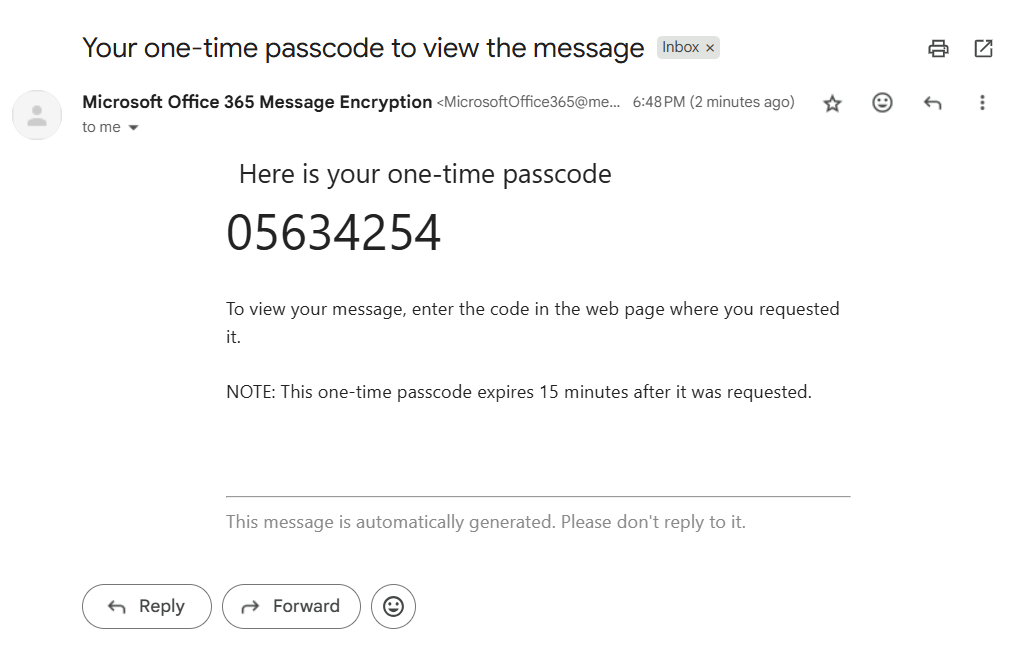 Your one-time passcode to view the message Inbox ×
Microsoft Office 365 Message Encryption <MicrosoftOffice365@me... 6:48 PM (2 minutes ago)
to me
Here is your one-time passcode
05634254
To view your message, enter the code in the web page where you requested
it.
NOTE: This one-time passcode expires 15 minutes after it was requested.
This message is automatically generated. Please don't reply to it.
Reply Forward